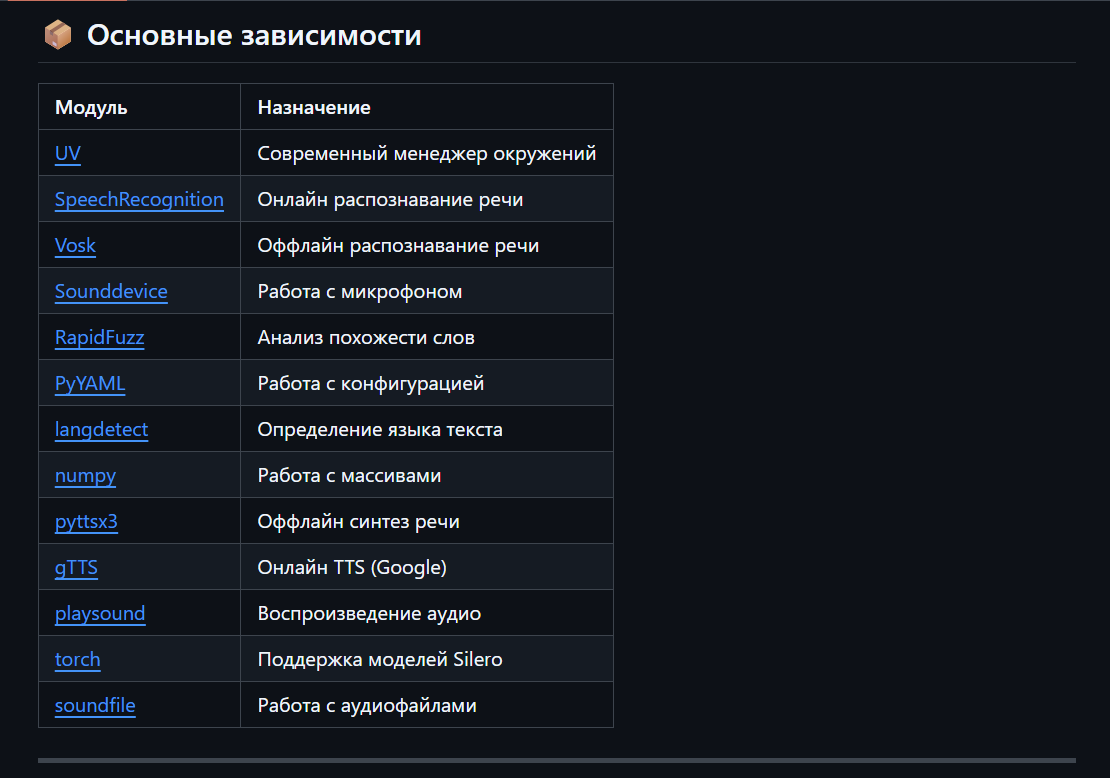 📦 Основные зависимости
Модуль Назначение
UV Современный менеджер окружений
SpeechRecognition Онлайн распознавание речи
Vosk Оффлайн распознавание речи
Sounddevice Работа с микрофоном
RapidFuzz Анализ похожести слов
PyYAML Работа с конфигурацией
langdetect Определение языка текста
numpy Работа с массивами
pyttsx3 Оффлайн синтез речи
gTTS Онлайн TTS (Google)
playsound Воспроизведение аудио
torch Поддержка моделей Silero
soundfile Работа с аудиофайлами